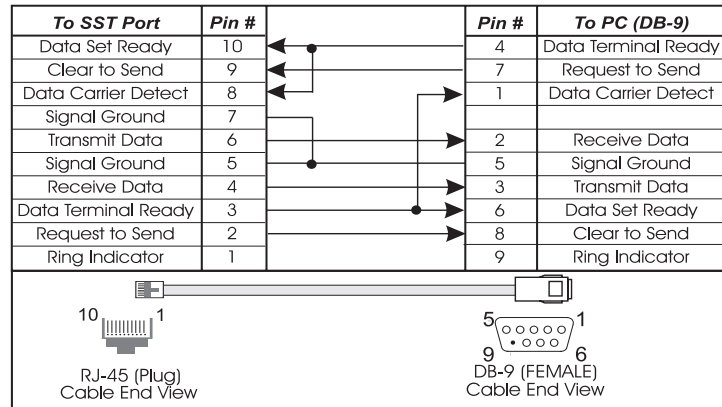 To SST Port Pin # Pin # To PC (DB-9)
Data Set Ready 10 4 Data Terminal Ready
Clear to Send 9 7 Request to Send
Data Carrier Detect 8 1 Data Carrier Detect
Signal Ground 7
Transmit Data 6 2 Receive Data
Signal Ground 5 5 Signal Ground
Receive Data 4 3 Transmit Data
Data Terminal Ready 3 6 Data Set Ready
Request to Send 2 8 Clear to Send
Ring Indicator 1 9 Ring Indicator
10 1
RJ-45 (Plug)
Cable End View
5 1
9 6
DB-9 (FEMALE)
Cable End View